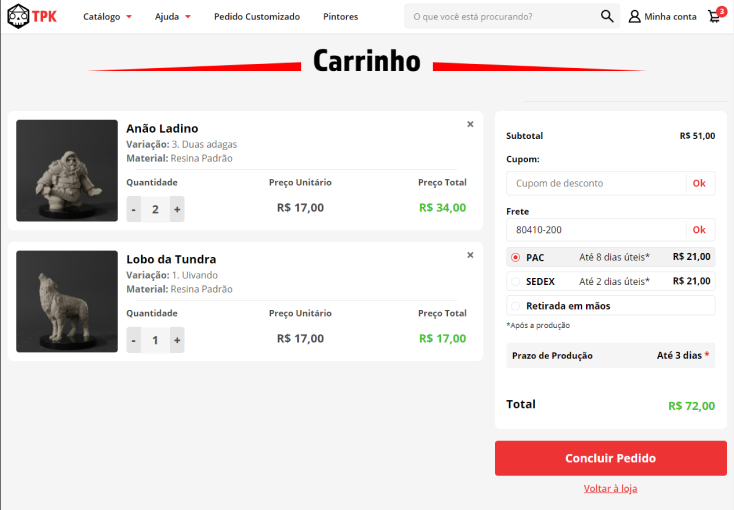 TPK
Catálogo
Ajuda
Pedido Customizado
Pintores
O que você está procurando?
Minha conta
3
Carrinho
Anão Ladino
×
Variação: 3. Duas adagas
Material: Resina Padrão
Quantidade Preço Unitário Preço Total
- 2 + R$ 17,00 R$ 34,00
Lobo da Tundra
×
Variação: 1. Uivando
Material: Resina Padrão
Quantidade Preço Unitário Preço Total
- 1 + R$ 17,00 R$ 17,00
Subtotal R$ 51,00
Cupom:
Cupom de desconto Ok
Frete
80410-200 Ok
PAC Até 8 dias úteis* R$ 21,00
SEDEX Até 2 dias úteis* R$ 21,00
Retirada em mãos
*Após a produção
Prazo de Produção Até 3 dias *
Total R$ 72,00
Concluir Pedido
Voltar à loja